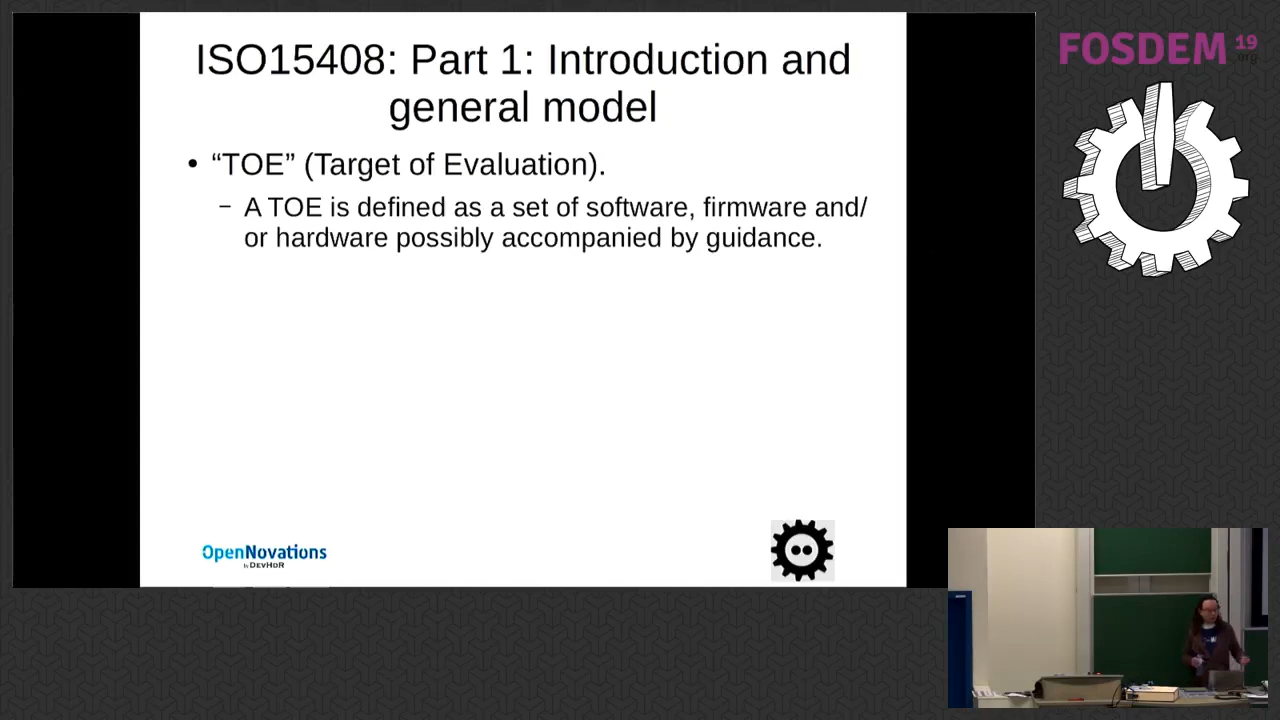 ISO15408: Part 1: Introduction and
general model
• “TOE” (Target of Evaluation).
– A TOE is defined as a set of software, firmware and/
or hardware possibly accompanied by guidance.
OpenNovations
by DEVHOR
FOSDEM 19
.org